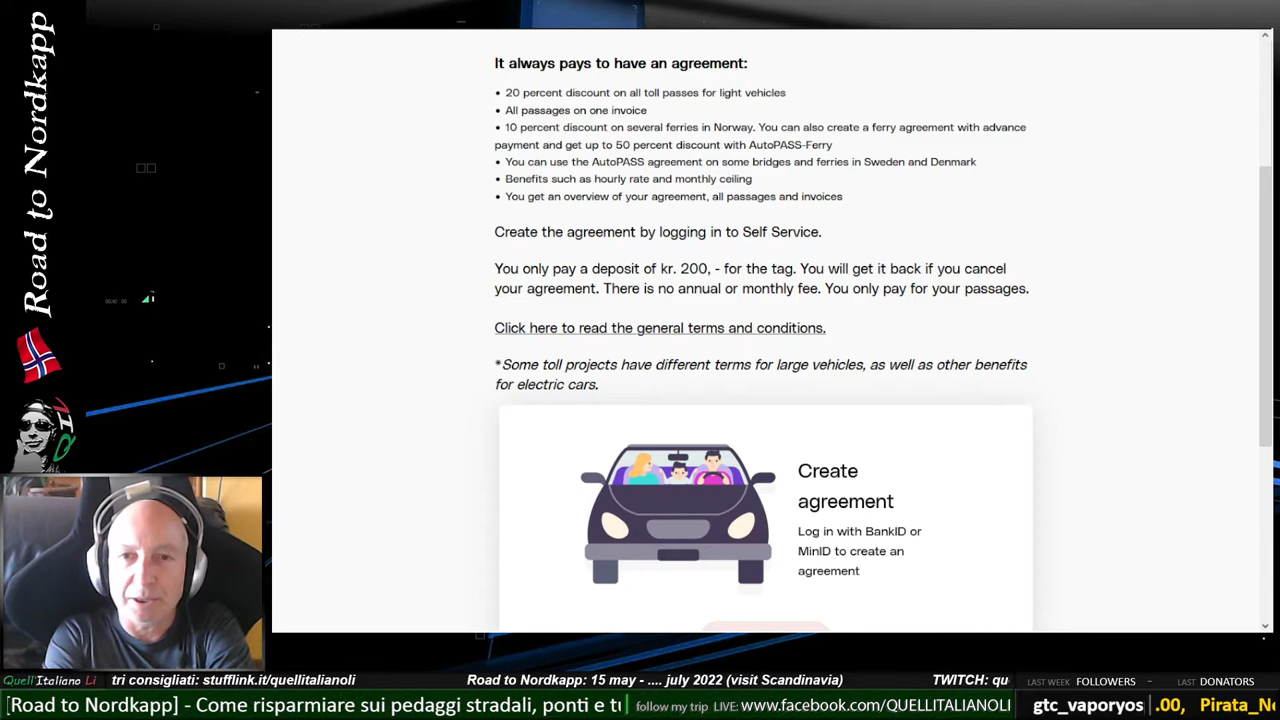 Road to Nordkapp
It always pays to have an agreement:
• 20 percent discount on all toll passes for light vehicles
• All passages on one invoice
• 10 percent discount on several ferries in Norway. You can also create a ferry agreement with advance
payment and get up to 50 percent discount with AutoPASS-Ferry
• You can use the AutoPASS agreement on some bridges and ferries in Sweden and Denmark
• Benefits such as hourly rate and monthly ceiling
• You get an overview of your agreement, all passages and invoices
Create the agreement by logging in to Self Service.
You only pay a deposit of kr. 200, - for the tag. You will get it back if you cancel
your agreement. There is no annual or monthly fee. You only pay for your passages.
Click here to read the general terms and conditions.
*Some toll projects have different terms for large vehicles, as well as other benefits
for electric cars.
Create
agreement
Log in with BankID or
MinID to create an
agreement
QIL
Quell'Italiano Li
tri consigliati: stufflink.it/quellitaliano
Road to Nordkapp: 15 may - .... july 2022 (visit Scandinavia)
TWITCH: qu
LAST WEEK FOLLOWERS -
LAST DONATORS
[Road to Nordkapp] - Come risparmiare sui pedaggi stradali, ponti e tu
follow my trip LIVE: www.facebook.com/QUELLITALIANOLI
gtc_vaporyos .00, Pirata_No